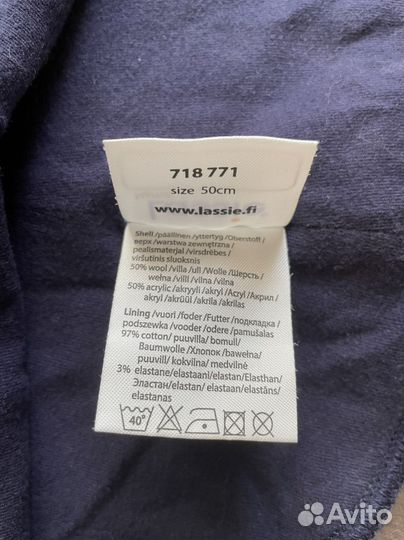 718 771
size 50cm
www.lassie.fi
Shell /päällinen /yttertyg /Oberstoff /
верх /warstwa zewnętrzna /
pealismaterjal /virsdrēbes /
viršutinis sluoksnis
50% wool /villa /ull /Wolle /Шерсть /
wełna /villi /vilna /vilna
50% acrylic /akryyli /akryl /Acryl /Акрил /
akryl /akrüül /akrila /akrilas
Lining /vuori /foder /Futter /подкладка /
podszewka /vooder /odere /pamušalas
97% cotton /puuvilla /bomull/
Baumwolle /Хлопок /bawełna/
puuvill/ kokvilna/ medvilné
3% elastane/elastaani/elastan/Elasthan/
Эластан/elastan/elastaan/elastāns/
elastanas
40°
Avito